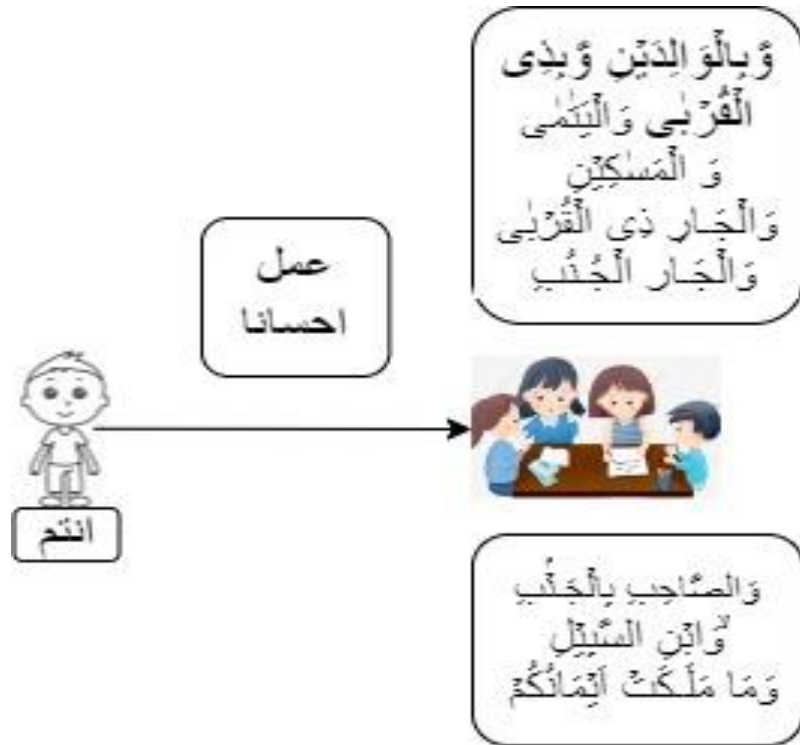 وَّبِالۡوَالِدَيۡنِ وَّبِذِى
الۡقُرۡبٰى وَالۡيَتٰمٰى
وَ الۡمَسٰكِيۡنِ
وَالۡجَـارِ ذِى الۡقُرۡبٰى
وَالۡجَـارِ الۡجُـنُبِ
عمل
احسانا
انتم
وَالصَّاحِبِ بِالۡجَـنۡۢبِ
ۙوَابۡنِ السَّبِيۡلِ
وَمَا مَلَـكَتۡ اَيۡمَانُكُمۡ